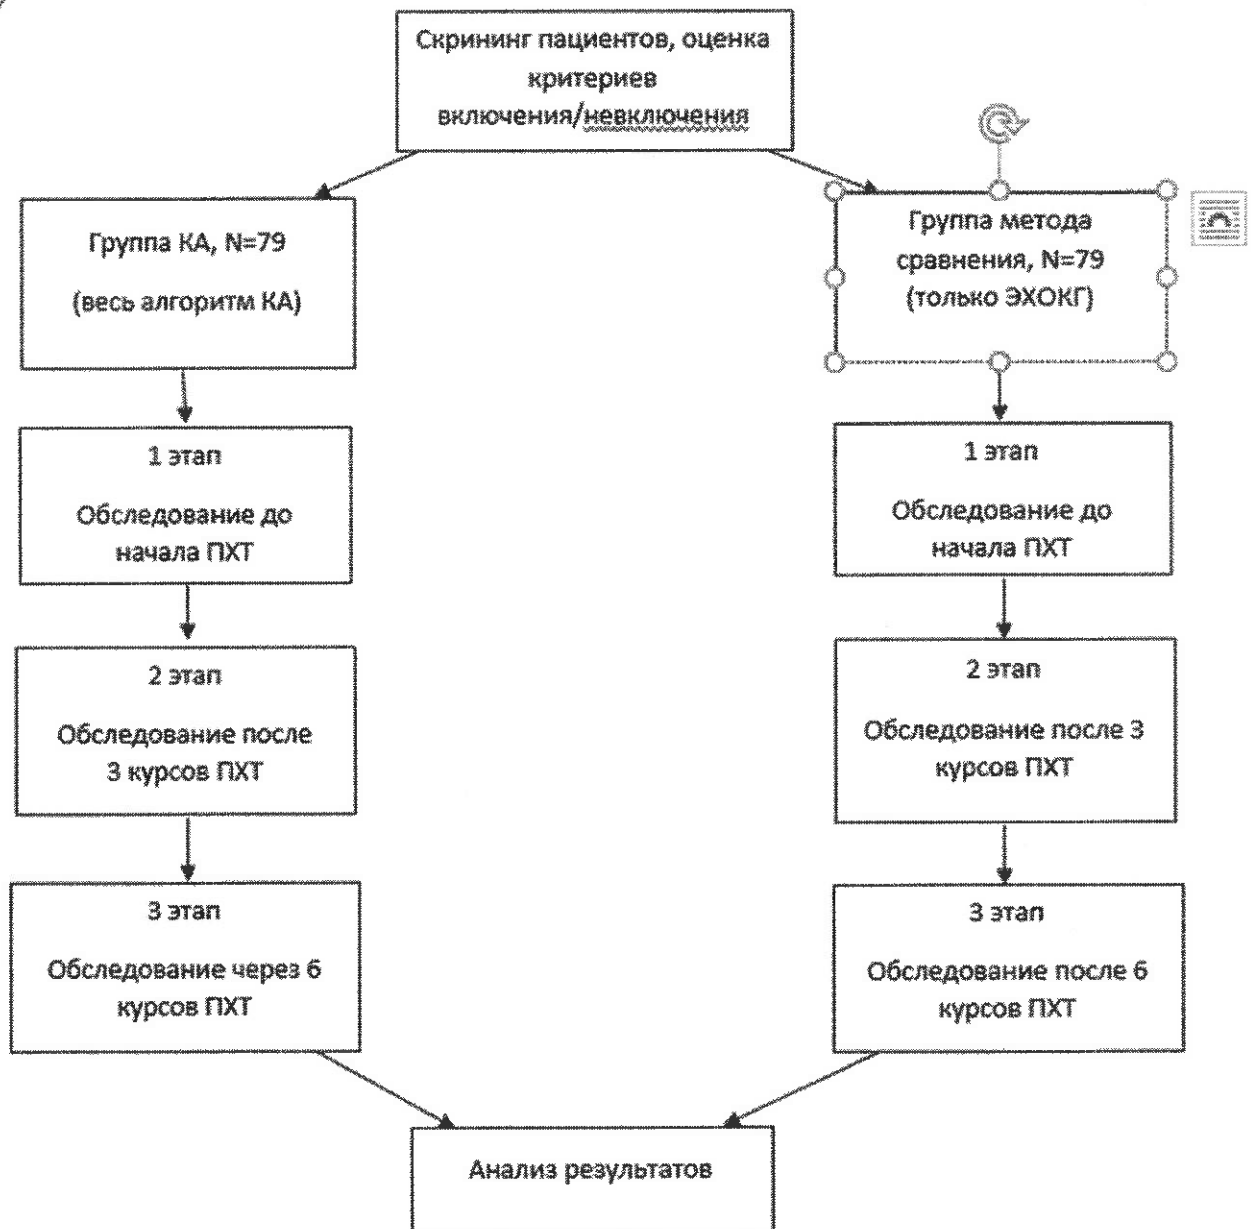 Скрининг пациентов, оценка
критериев
включения/невключения
Группа КА, N=79
(весь алгоритм КА)
Группа метода
сравнения, N=79
(только ЭХОКГ)
1 этап
Обследование до
начала ПХТ
1 этап
Обследование до
начала ПХТ
2 этап
Обследование после
3 курсов ПХТ
2 этап
Обследование после 3
курсов ПХТ
3 этап
Обследование через 6
курсов ПХТ
3 этап
Обследование после 6
курсов ПХТ
Анализ результатов